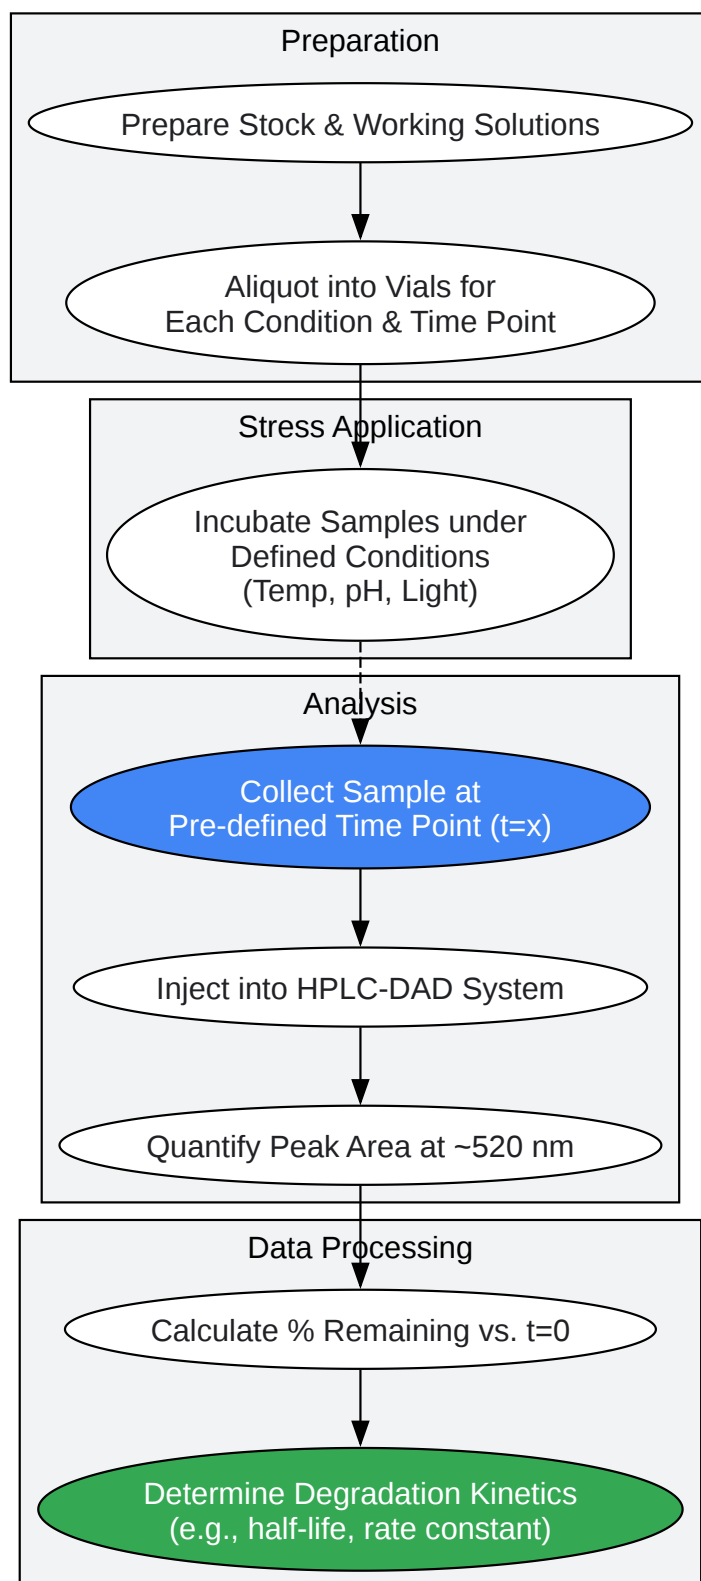 Preparation
Prepare Stock & Working Solutions
Aliquot into Vials for
Each Condition & Time Point
Stress Application
Incubate Samples under
Defined Conditions
(Temp, pH, Light)
Analysis
Collect Sample at
Pre-defined Time Point (t=x)
Inject into HPLC-DAD System
Quantify Peak Area at ~520 nm
Data Processing
Calculate % Remaining vs. t=0
Determine Degradation Kinetics
(e.g., half-life, rate constant)